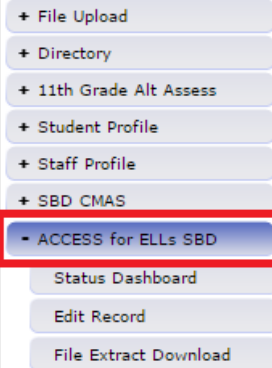 + File Upload
+ Directory
+ 11th Grade Alt Assess
+ Student Profile
+ Staff Profile
+ SBD CMAS
- ACCESS for ELLs SBD
Status Dashboard
Edit Record
File Extract Download